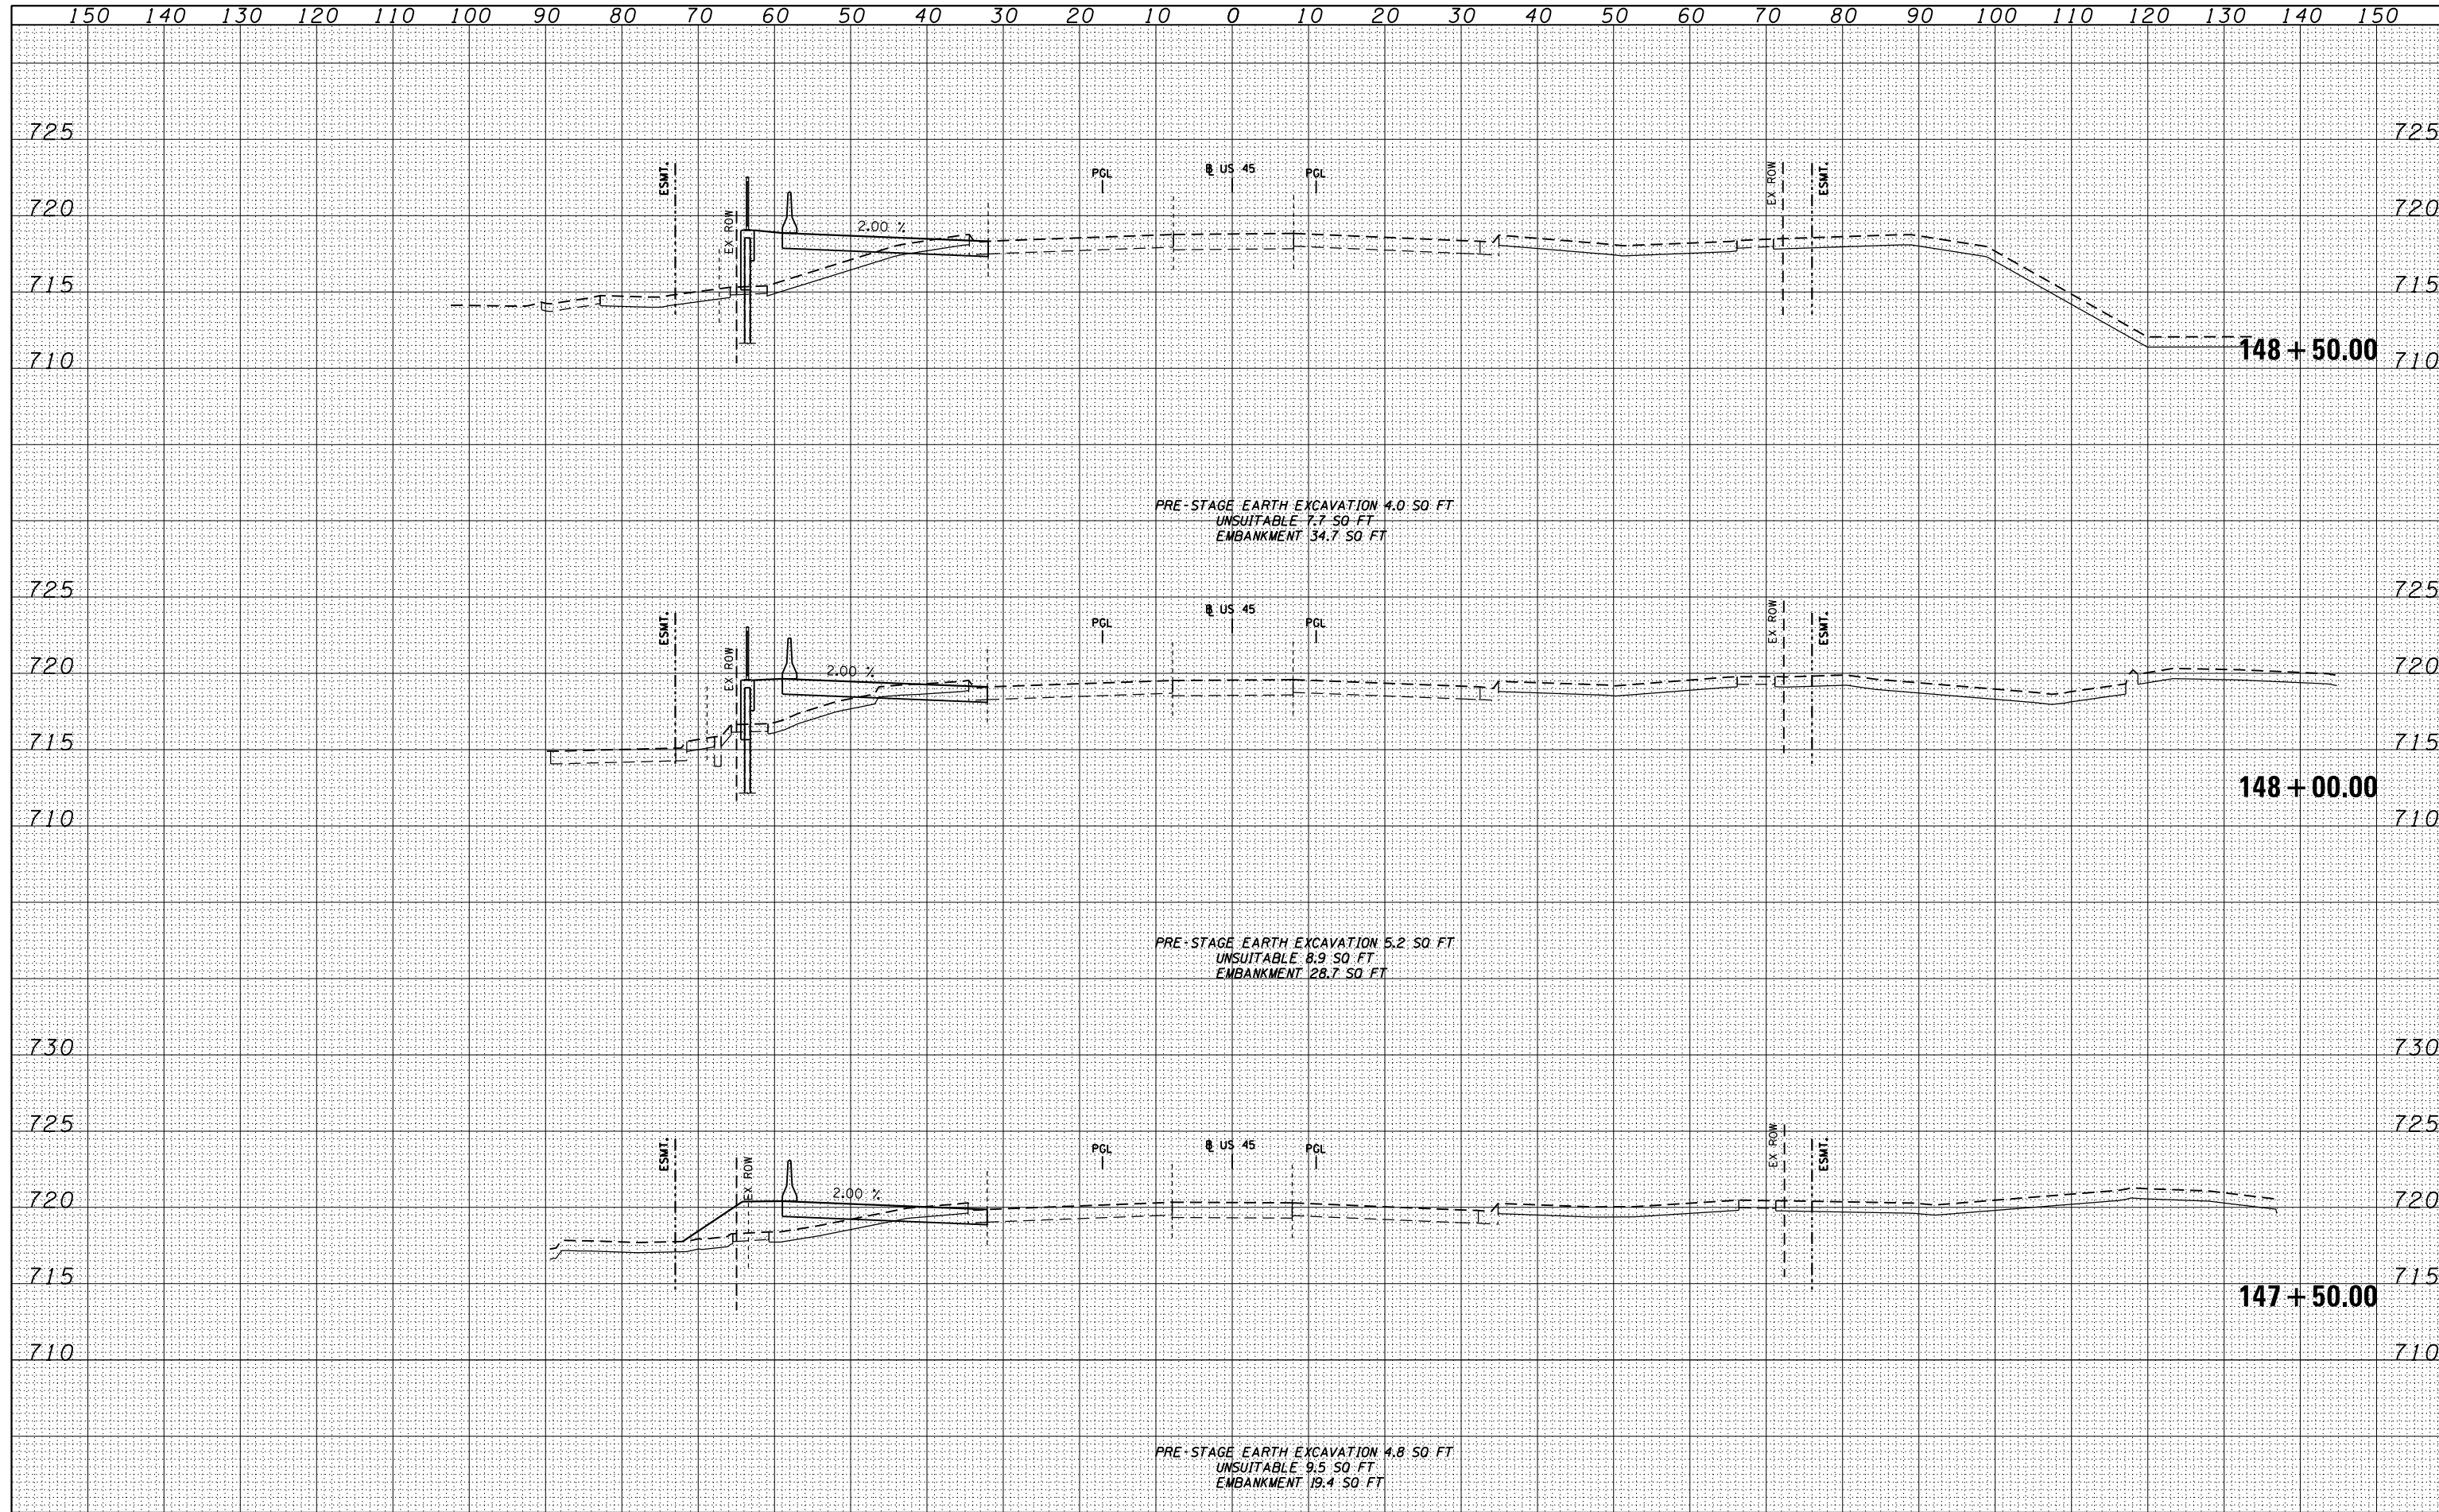 150 140 130 120 110 100 90 80 70 60 50 40 30 20 10 0 10 20 30 40 50 60 70 80 90 100 110 120 130 140 150
725 725
ESMT. EX ROW 2.00 % PGL ℄ US 45 PGL EX ROW ESMT.
720 720
715 715
148 + 50.00
710 710
PRE-STAGE EARTH EXCAVATION 4.0 SQ FT
UNSUITABLE 7.7 SQ FT
EMBANKMENT 34.7 SQ FT
725 725
ESMT. EX ROW 2.00 % PGL ℄ US 45 PGL EX ROW ESMT.
720 720
715 715
148 + 00.00
710 710
PRE-STAGE EARTH EXCAVATION 5.2 SQ FT
UNSUITABLE 8.9 SQ FT
EMBANKMENT 28.7 SQ FT
730 730
725 725
ESMT. EX ROW 2.00 % PGL ℄ US 45 PGL EX ROW ESMT.
720 720
715 715
147 + 50.00
710 710
PRE-STAGE EARTH EXCAVATION 4.8 SQ FT
UNSUITABLE 9.5 SQ FT
EMBANKMENT 19.4 SQ FT